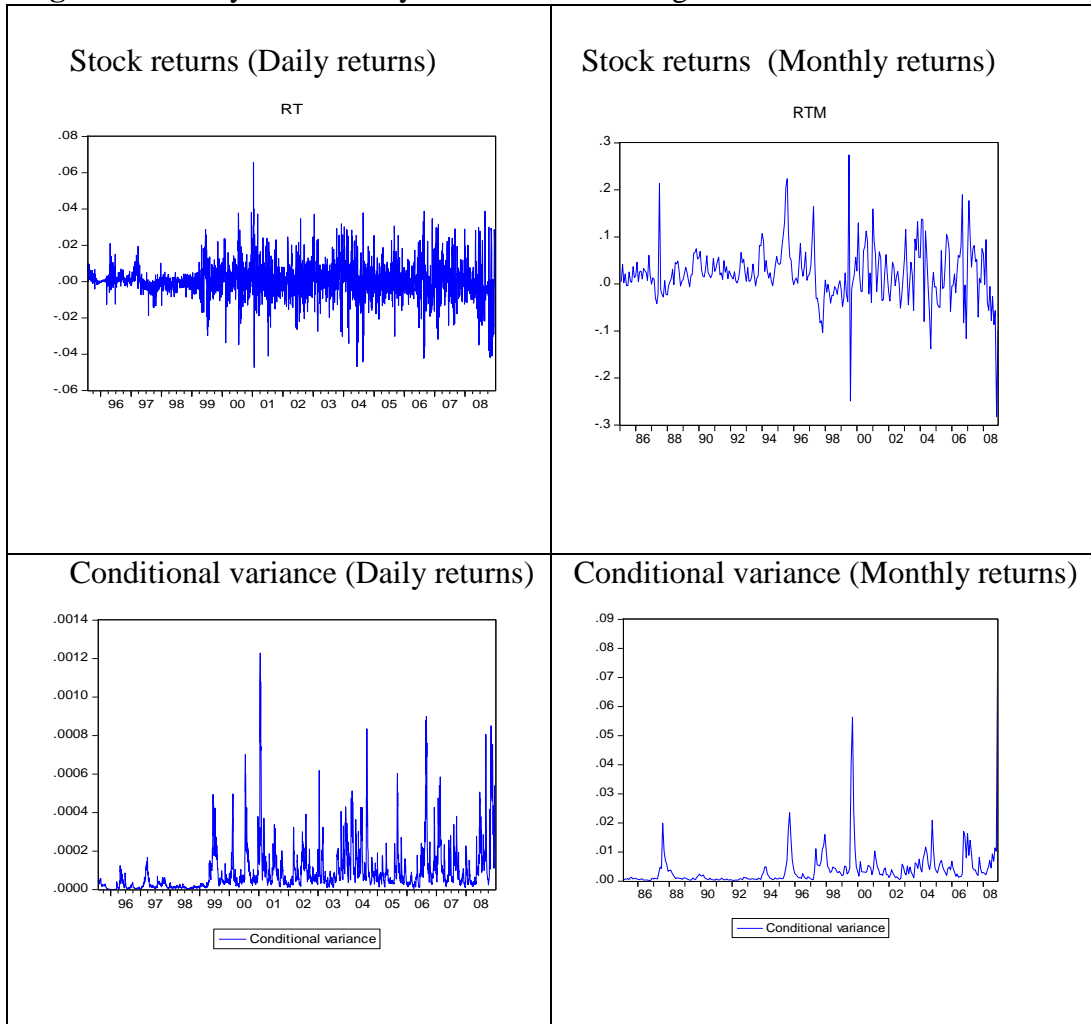 Stock returns (Daily returns)
RT
.08
.06
.04
.02
.00
-.02
-.04
-.06
96 97 98 99 00 01 02 03 04 05 06 07 08
Stock returns (Monthly returns)
RTM
.3
.2
.1
.0
-.1
-.2
-.3
86 88 90 92 94 96 98 00 02 04 06 08
Conditional variance (Daily returns)
.0014
.0012
.0010
.0008
.0006
.0004
.0002
.0000
96 97 98 99 00 01 02 03 04 05 06 07 08
Conditional variance
Conditional variance (Monthly returns)
.09
.08
.07
.06
.05
.04
.03
.02
.01
.00
86 88 90 92 94 96 98 00 02 04 06 08
Conditional variance